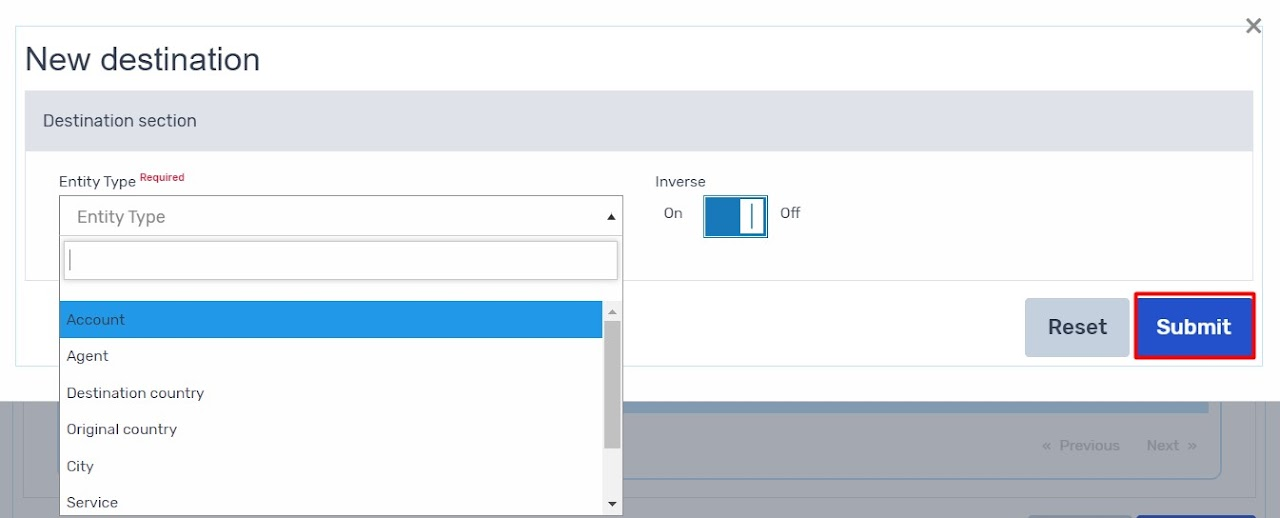 ×
New destination
Destination section
Entity Type Required
Entity Type
Inverse
On Off
Account
Agent
Destination country
Original country
City
Service
Reset Submit
« Previous Next »